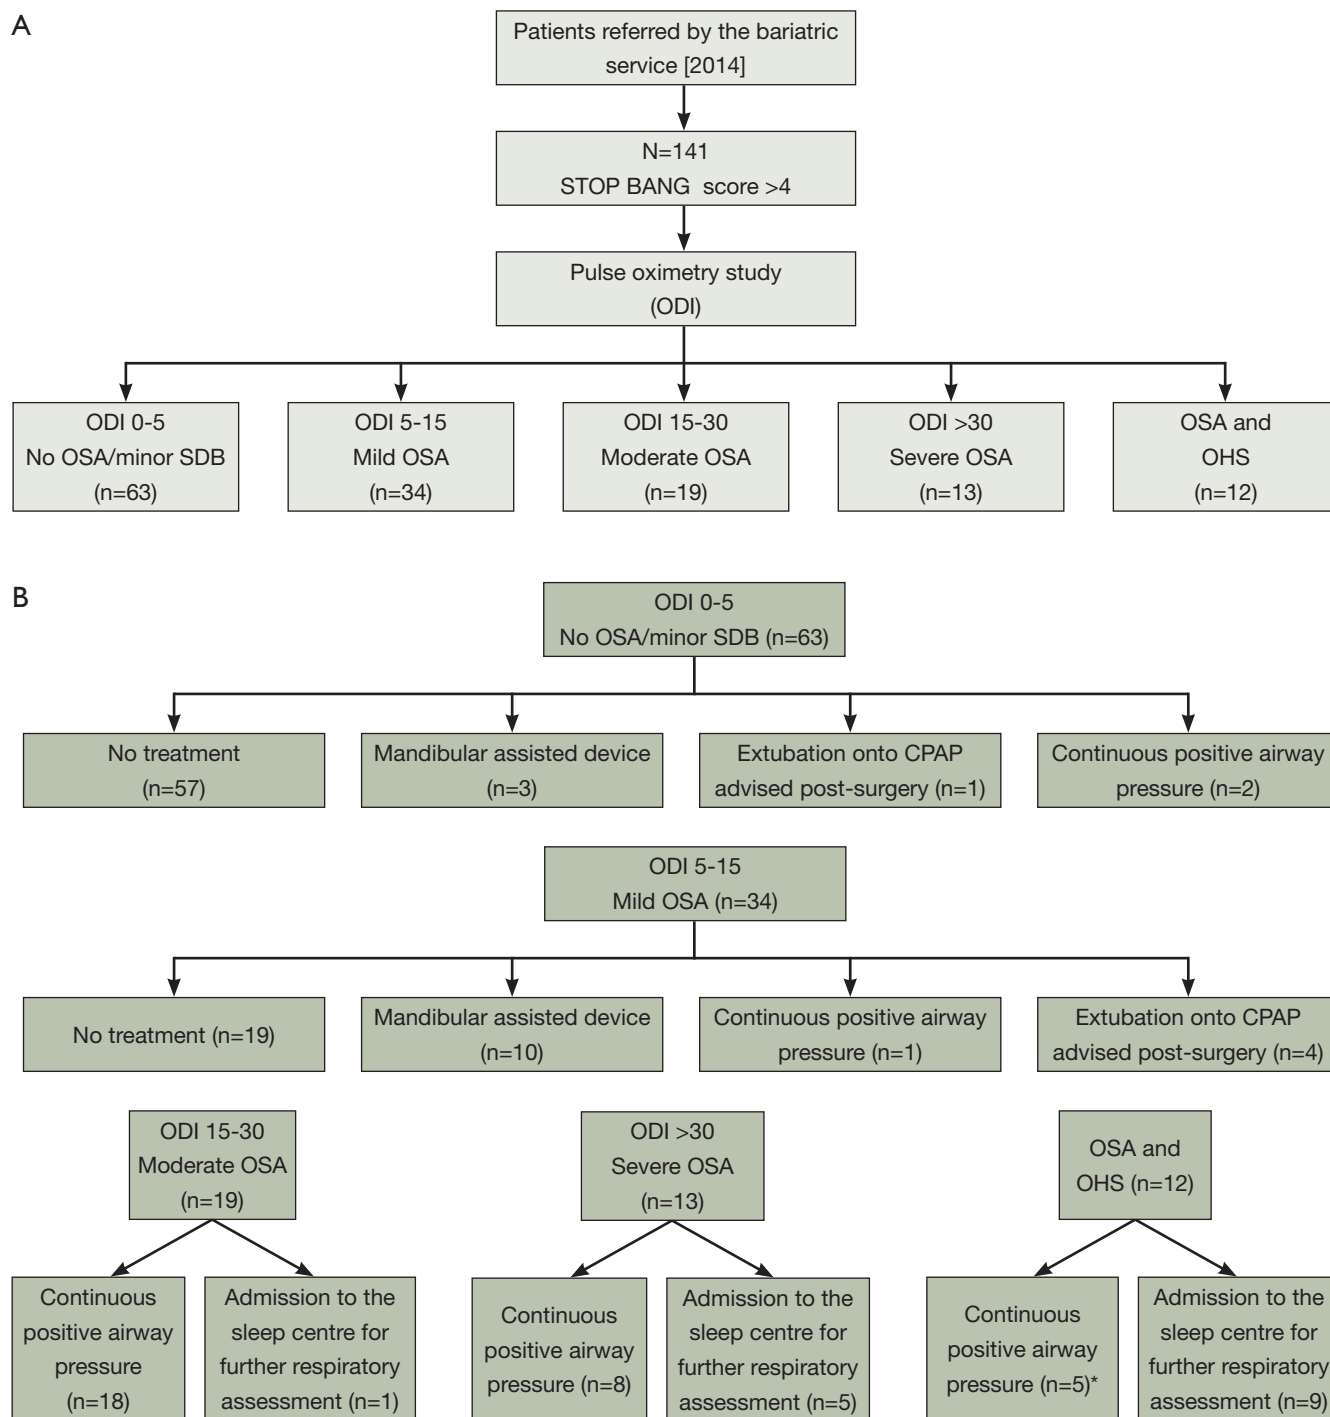 A
Patients referred by the bariatric
service [2014]
N=141
STOP BANG score >4
Pulse oximetry study
(ODI)
ODI 0-5
No OSA/minor SDB
(n=63)
ODI 5-15
Mild OSA
(n=34)
ODI 15-30
Moderate OSA
(n=19)
ODI >30
Severe OSA
(n=13)
OSA and
OHS
(n=12)
B
ODI 0-5
No OSA/minor SDB (n=63)
No treatment
(n=57)
Mandibular assisted device
(n=3)
Extubation onto CPAP
advised post-surgery (n=1)
Continuous positive airway
pressure (n=2)
ODI 5-15
Mild OSA (n=34)
No treatment (n=19)
Mandibular assisted device
(n=10)
Continuous positive airway
pressure (n=1)
Extubation onto CPAP
advised post-surgery (n=4)
ODI 15-30
Moderate OSA
(n=19)
ODI >30
Severe OSA
(n=13)
OSA and
OHS (n=12)
Continuous
positive airway
pressure
(n=18)
Admission to the
sleep centre for
further respiratory
assessment (n=1)
Continuous
positive airway
pressure (n=8)
Admission to the
sleep centre for
further respiratory
assessment (n=5)
Continuous
positive airway
pressure (n=5)*
Admission to the
sleep centre for
further respiratory
assessment (n=9)